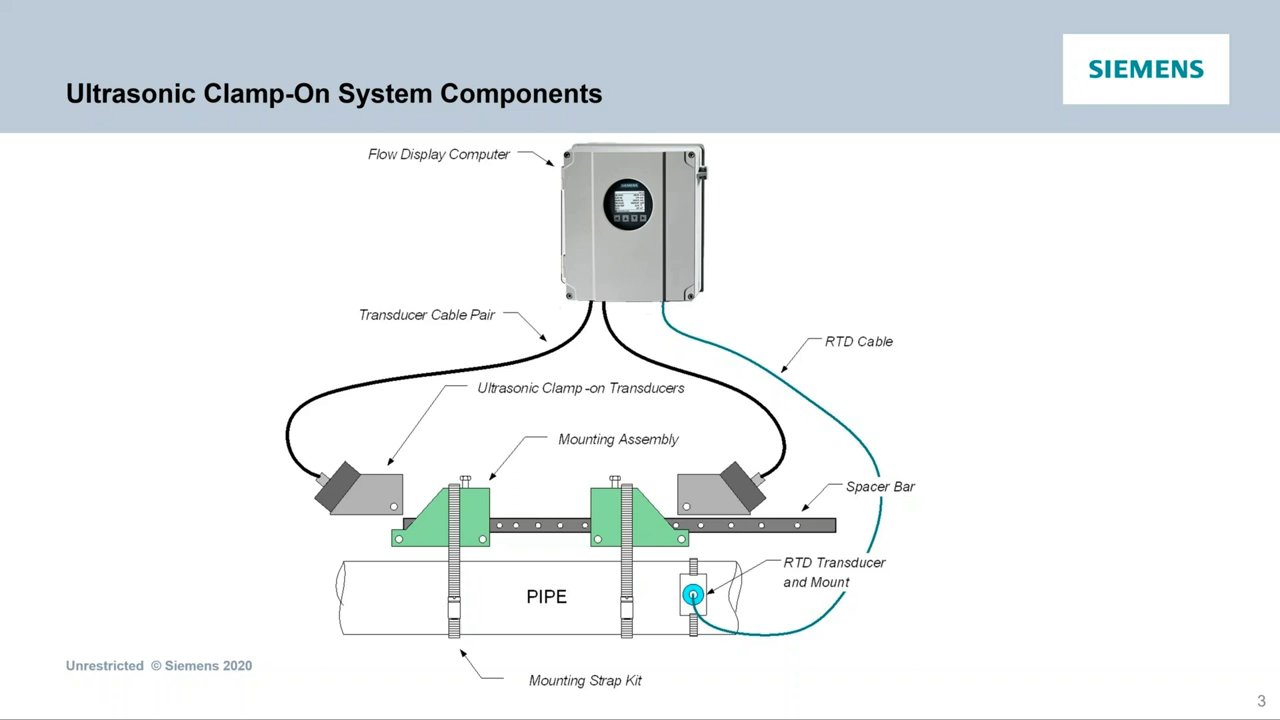 SIEMENS
Ultrasonic Clamp-On System Components
Flow Display Computer
SIEMENS
Transducer Cable Pair
RTD Cable
Ultrasonic Clamp-on Transducers
Mounting Assembly
Spacer Bar
RTD Transducer
and Mount
PIPE
Unrestricted © Siemens 2020
Mounting Strap Kit
3